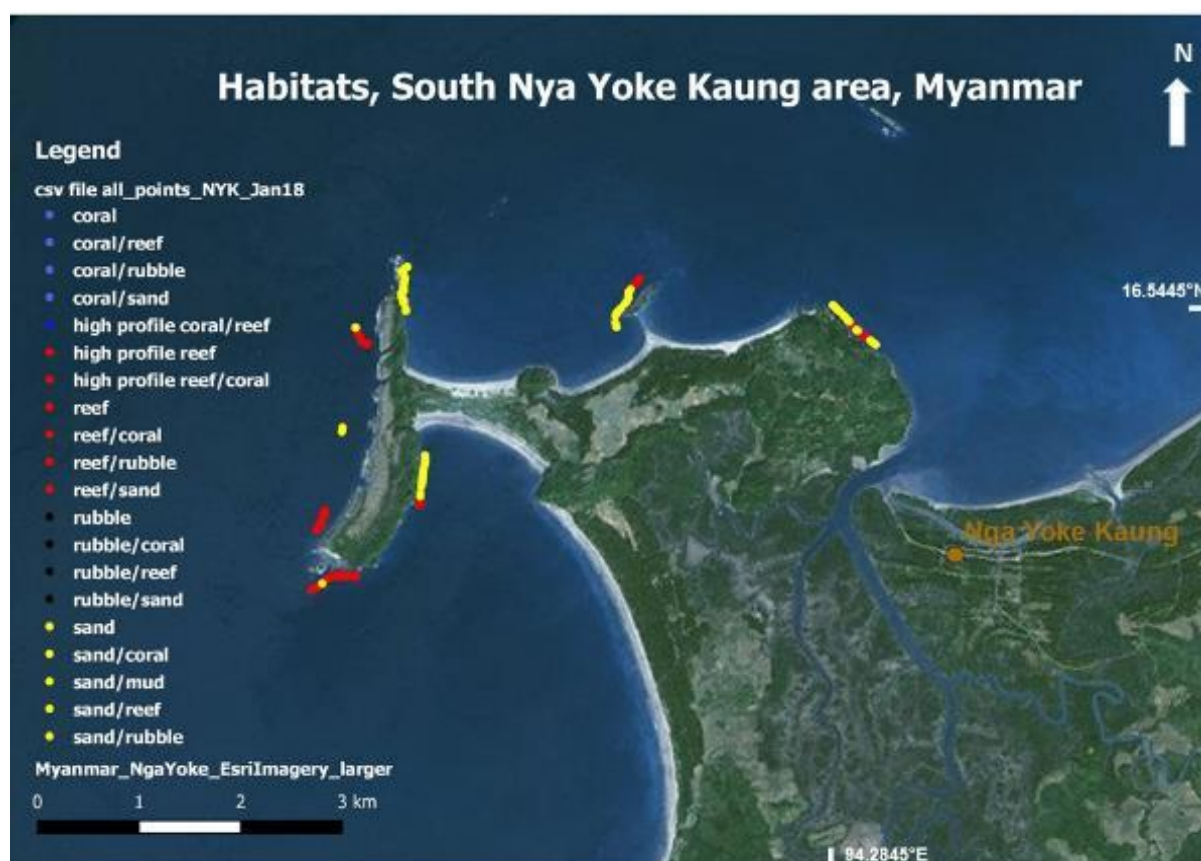 N
Habitats, South Nya Yoke Kaung area, Myanmar
Legend
csv file all_points_NYK_Jan18
coral
coral/reef
coral/rubble
coral/sand
high profile coral/reef
high profile reef
high profile reef/coral
reef
reef/coral
reef/rubble
reef/sand
rubble
rubble/coral
rubble/reef
rubble/sand
sand
sand/coral
sand/mud
sand/reef
sand/rubble
Myanmar_NgaYoke_EsriImagery_larger
0 1 2 3 km
16.5445°N
Nga Yoke Kaung
94.2845°E